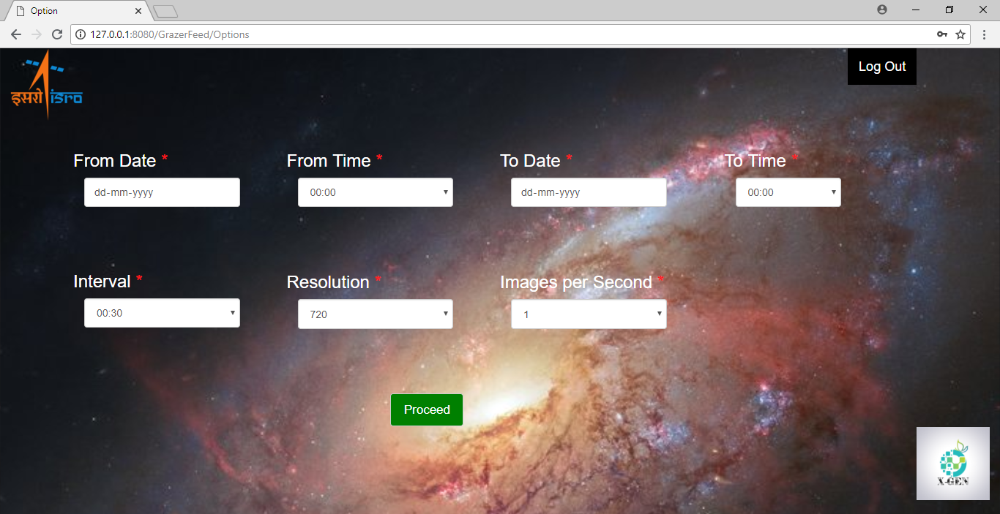 Option
127.0.0.1:8080/GrazerFeed/Options
इसरो isro
Log Out
From Date *
From Time *
To Date *
To Time *
dd-mm-yyyy
00:00
dd-mm-yyyy
00:00
Interval *
Resolution *
Images per Second *
00:30
720
1
Proceed
X-GEN